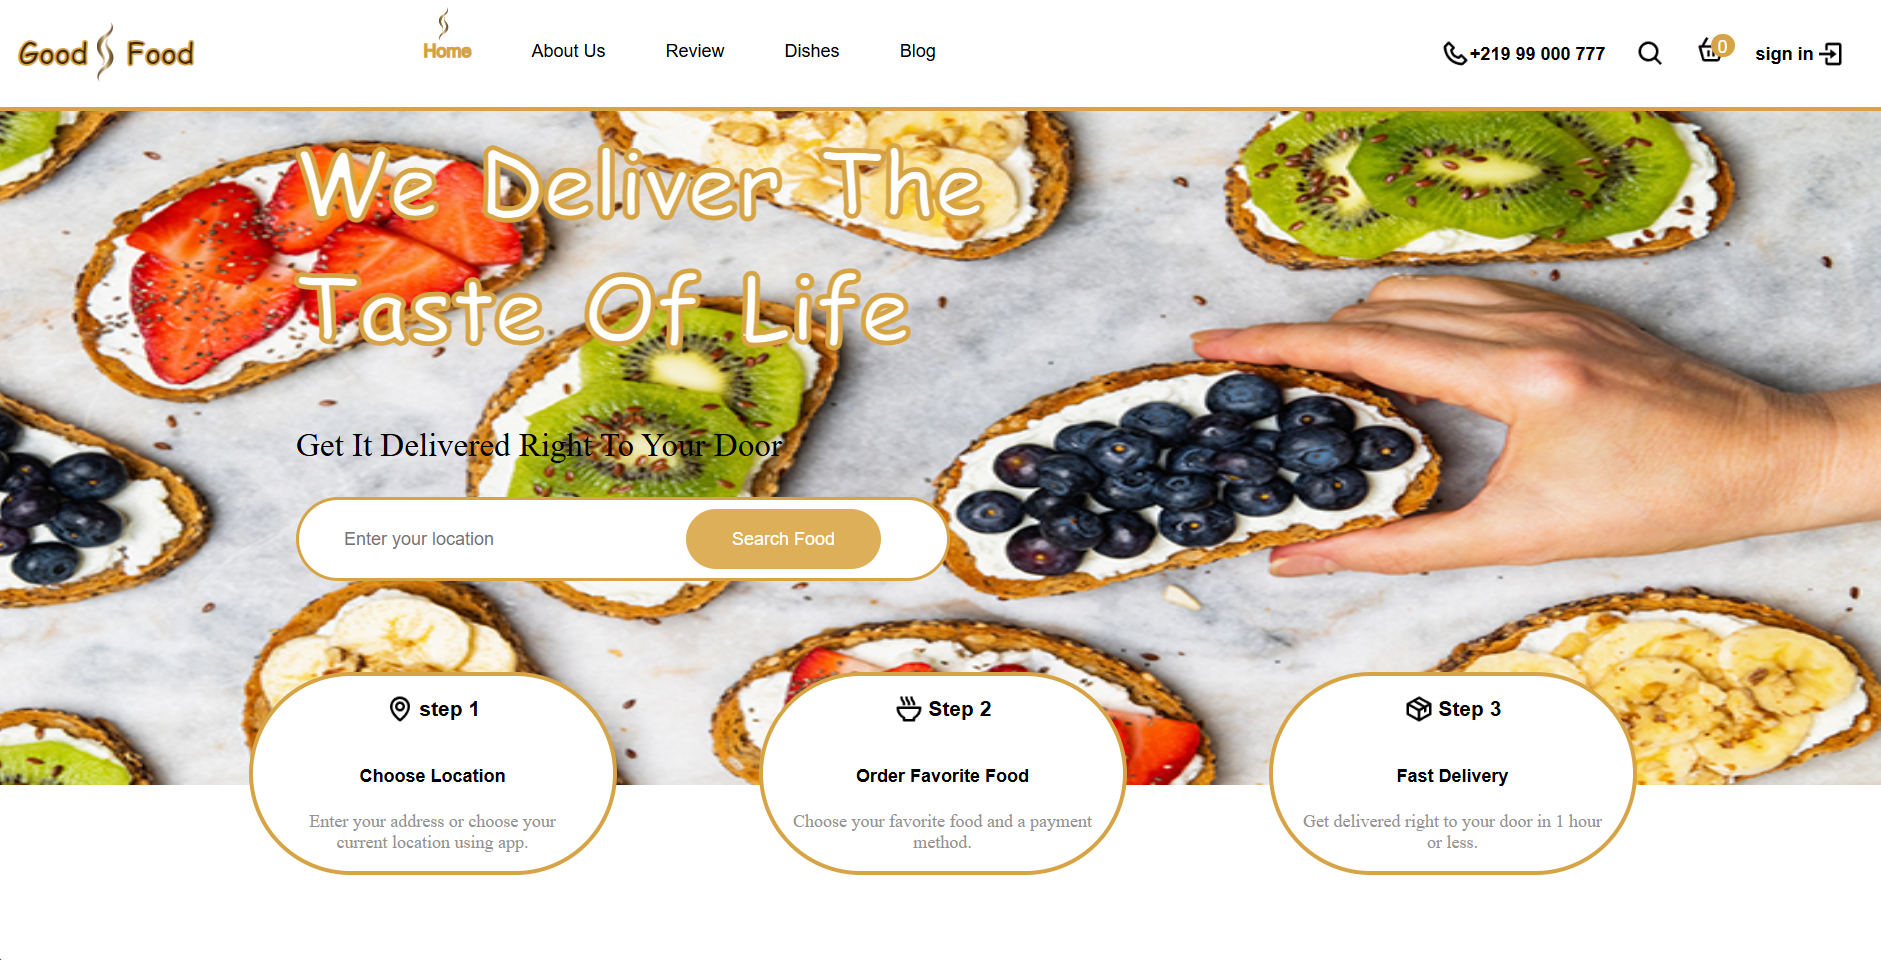 Good Food
Home
About Us
Review
Dishes
Blog
+219 99 000 777
0
sign in
We Deliver The
Taste Of Life
Get It Delivered Right To Your Door
Enter your location
Search Food
step 1
Choose Location
Enter your address or choose your
current location using app.
Step 2
Order Favorite Food
Choose your favorite food and a payment
method.
Step 3
Fast Delivery
Get delivered right to your door in 1 hour
or less.